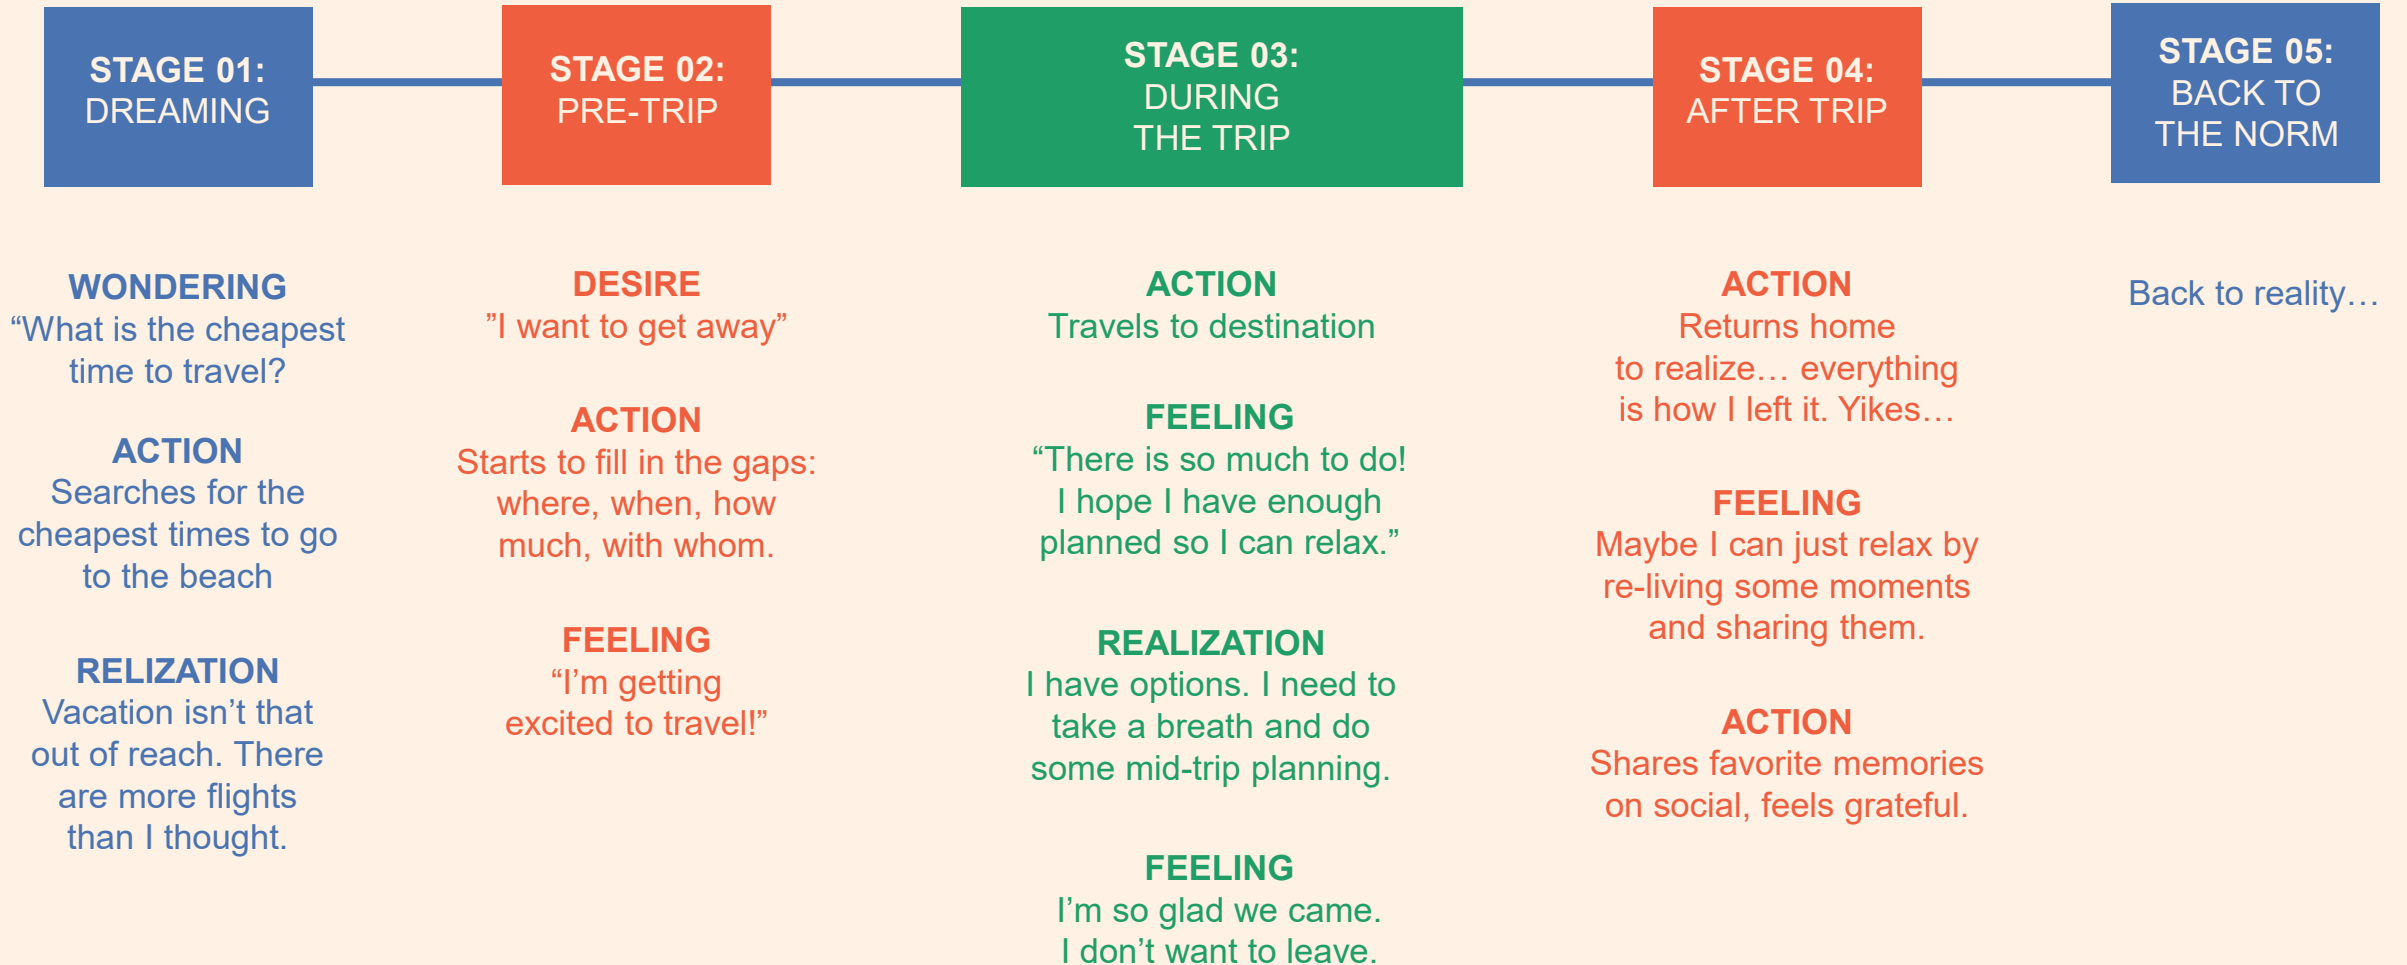 STAGE 01:
DREAMING
WONDERING
“What is the cheapest
time to travel?
ACTION
Searches for the
cheapest times to go
to the beach
RELIZATION
Vacation isn’t that
out of reach. There
are more flights
than I thought.
STAGE 02:
PRE-TRIP
DESIRE
”I want to get away”
ACTION
Starts to fill in the gaps:
where, when, how
much, with whom.
FEELING
“I’m getting
excited to travel!”
STAGE 03:
DURING
THE TRIP
ACTION
Travels to destination
FEELING
“There is so much to do!
I hope I have enough
planned so I can relax.”
REALIZATION
I have options. I need to
take a breath and do
some mid-trip planning.
FEELING
I’m so glad we came.
I don’t want to leave.
STAGE 04:
AFTER TRIP
ACTION
Returns home
to realize… everything
is how I left it. Yikes…
FEELING
Maybe I can just relax by
re-living some moments
and sharing them.
ACTION
Shares favorite memories
on social, feels grateful.
STAGE 05:
BACK TO
THE NORM
Back to reality…